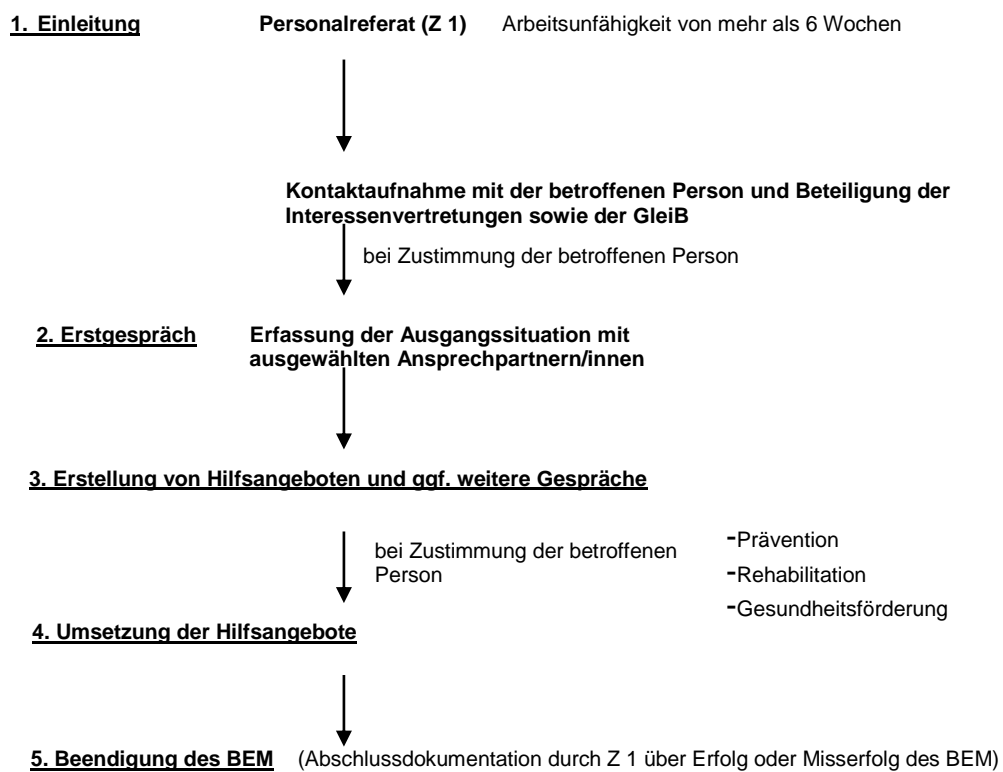 1. Einleitung Personalreferat (Z 1) Arbeitsunfähigkeit von mehr als 6 Wochen
Kontaktaufnahme mit der betroffenen Person und Beteiligung der
Interessenvertretungen sowie der GleiB
bei Zustimmung der betroffenen Person
2. Erstgespräch Erfassung der Ausgangssituation mit
ausgewählten Ansprechpartnern/innen
3. Erstellung von Hilfsangeboten und ggf. weitere Gespräche
bei Zustimmung der betroffenen
Person
-Prävention
-Rehabilitation
-Gesundheitsförderung
4. Umsetzung der Hilfsangebote
5. Beendigung des BEM (Abschlussdokumentation durch Z 1 über Erfolg oder Misserfolg des BEM)